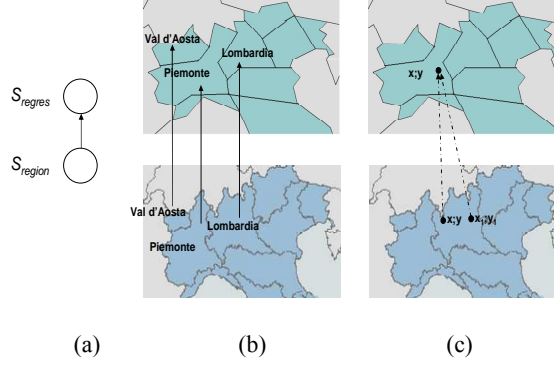 S_regres
S_region
Val d'Aosta
Lombardia
Piemonte
Val d'Aosta
Lombardia
Piemonte
x;y
x;y
x₁;y₁
(a)
(b)
(c)